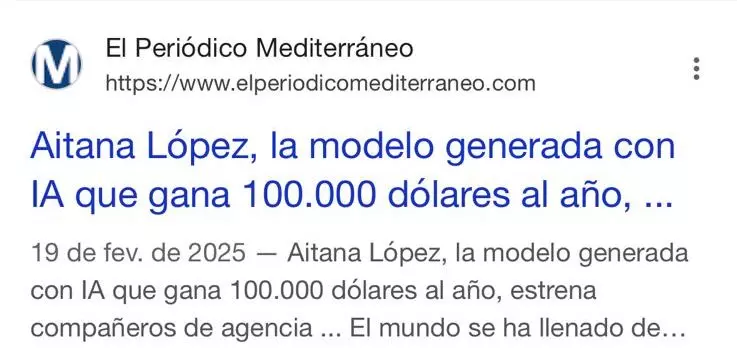 M
El Periódico Mediterráneo
https://www.elperiodicomediterraneo.com
Aitana López, la modelo generada con
IA que gana 100.000 dólares al año, ...
19 de fev. de 2025 — Aitana López, la modelo generada
con IA que gana 100.000 dólares al año, estrena
compañeros de agencia ... El mundo se ha llenado de…